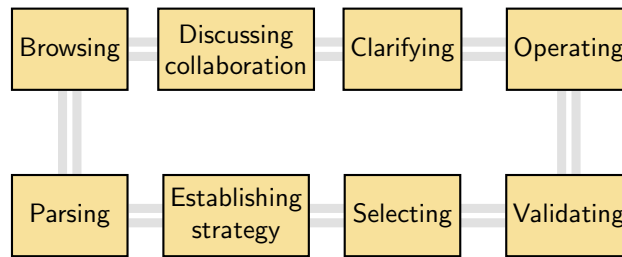 Browsing
Discussing
collaboration
Clarifying
Operating
Parsing
Establishing
strategy
Selecting
Validating